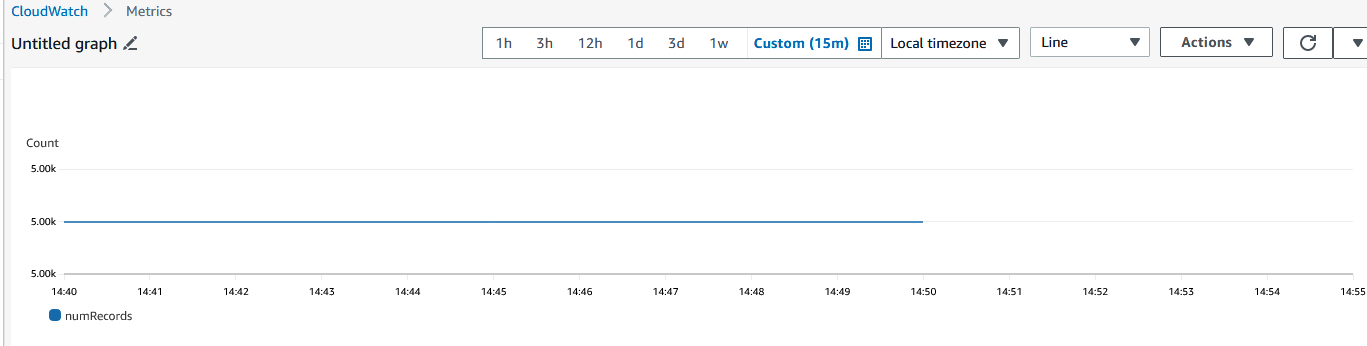 CloudWatch Metrics
Untitled graph 1h 3h 12h 1d 3d 1w Custom (15m) Local timezone Line Actions
Count
5.00k
5.00k
5.00k
14:40 14:41 14:42 14:43 14:44 14:45 14:46 14:47 14:48 14:49 14:50 14:51 14:52 14:53 14:54 14:55
numRecords